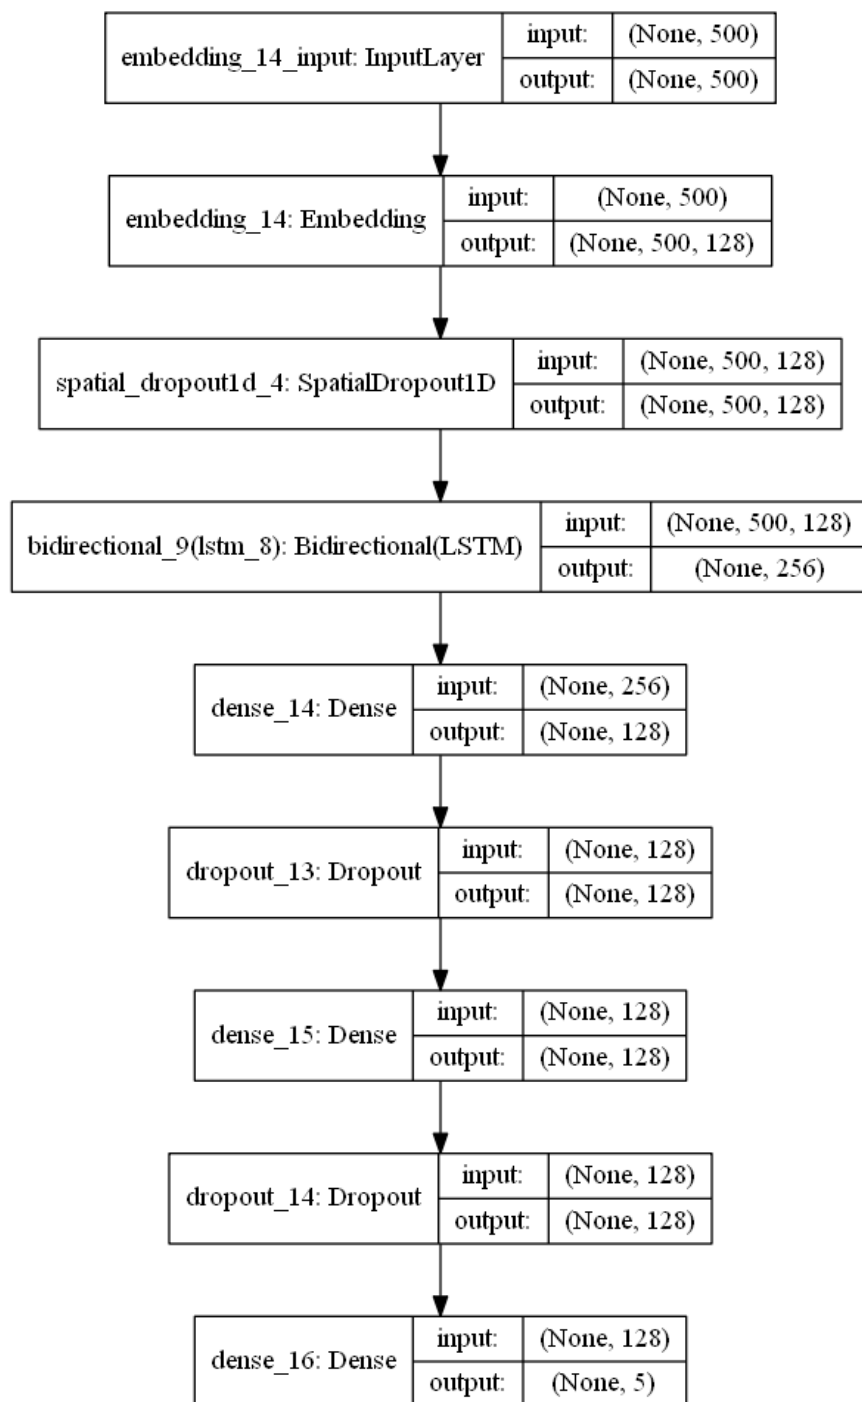 embedding_14_input: InputLayer
input: (None, 500)
output: (None, 500)
embedding_14: Embedding
input: (None, 500)
output: (None, 500, 128)
spatial_dropout1d_4: SpatialDropout1D
input: (None, 500, 128)
output: (None, 500, 128)
bidirectional_9(lstm_8): Bidirectional(LSTM)
input: (None, 500, 128)
output: (None, 256)
dense_14: Dense
input: (None, 256)
output: (None, 128)
dropout_13: Dropout
input: (None, 128)
output: (None, 128)
dense_15: Dense
input: (None, 128)
output: (None, 128)
dropout_14: Dropout
input: (None, 128)
output: (None, 128)
dense_16: Dense
input: (None, 128)
output: (None, 5)